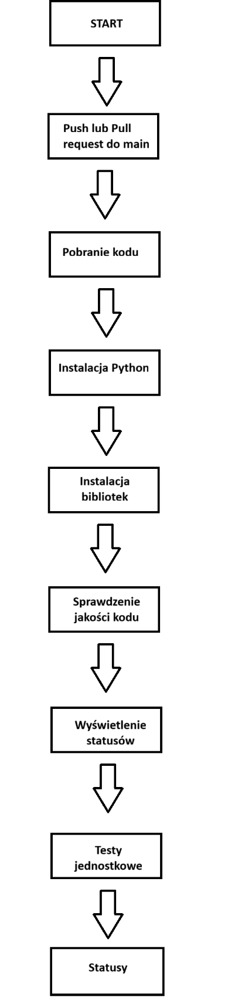 START
Push lub Pull
request do main
Pobranie kodu
Instalacja Python
Instalacja
bibliotek
Sprawdzenie
jakości kodu
Wyświetlenie
statusów
Testy
jednostkowe
Statusy